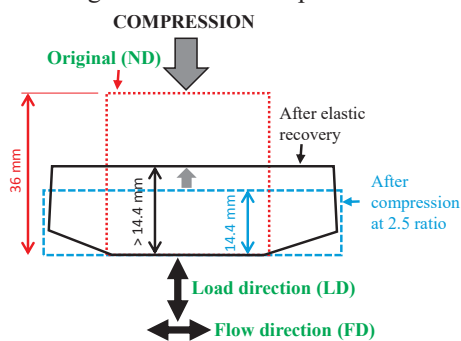 COMPRESSION
Original (ND)
After elastic
recovery
36 mm
> 14.4 mm
14.4 mm
After
compression
at 2.5 ratio
Load direction (LD)
Flow direction (FD)